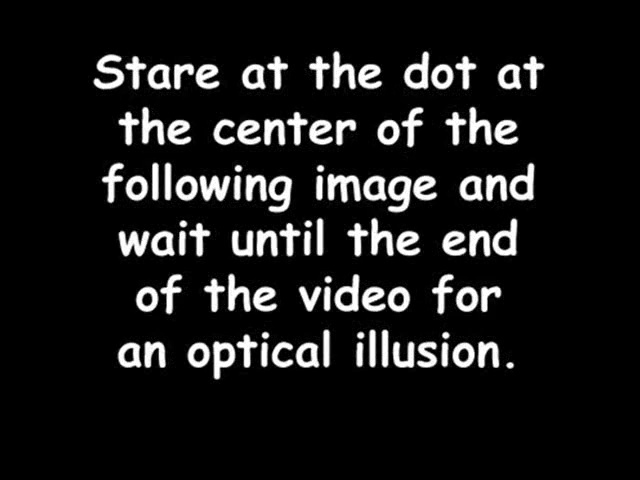 Stare at the dot at
the center of the
following image and
wait until the end
of the video for
an optical illusion.